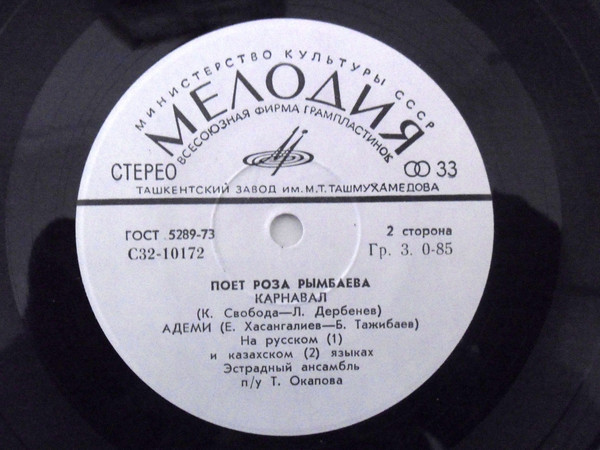 МИНИСТЕРСТВО КУЛЬТУРЫ СССР
МЕЛОДИЯ
ВСЕСОЮЗНАЯ ФИРМА ГРАМПЛАСТИНОК
СТЕРЕО 33
ТАШКЕНТСКИЙ ЗАВОД ИМ. М.Т. ТАШМУХАМЕДОВА
ГОСТ 5289-73 2 сторона
С32-10172 Гр. 3. 0-85
ПОЕТ РОЗА РЫМБАЕВА
КАРНАВАЛ
(К. Свобода—Л. Дербенев)
АДЕМИ (Е. Хасангалиев—Б. Тажибаев)
На русском (1)
и казахском (2) языках
Эстрадный ансамбль
п/у Т. Окапова